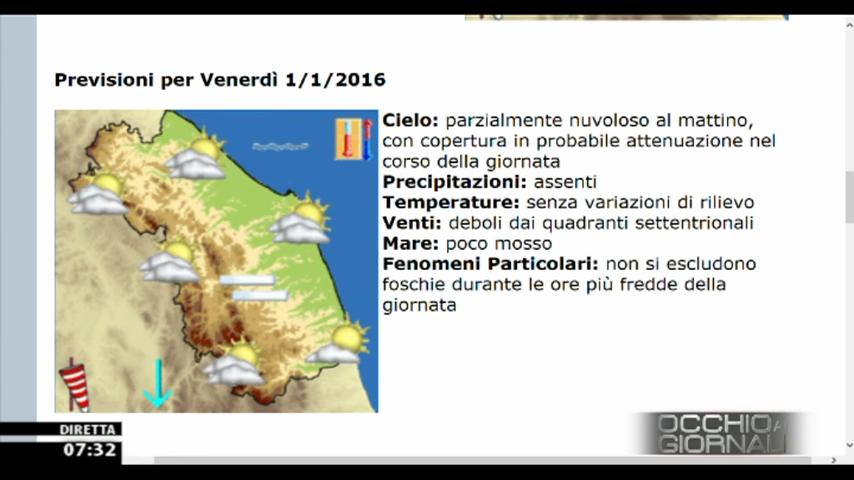 Previsioni per Venerdì 1/1/2016
Cielo: parzialmente nuvoloso al mattino,
con copertura in probabile attenuazione nel
corso della giornata
Precipitazioni: assenti
Temperature: senza variazioni di rilievo
Venti: deboli dai quadranti settentrionali
Mare: poco mosso
Fenomeni Particolari: non si escludono
foschie durante le ore più fredde della
giornata
DIRETTA
07:32
OCCHIO AI
GIORNALI